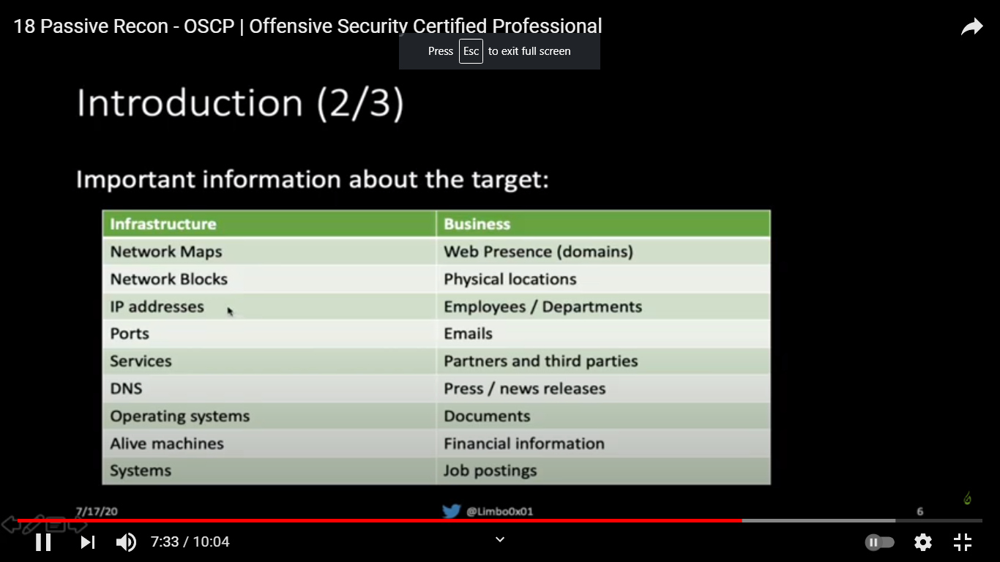 18 Passive Recon - OSCP | Offensive Security Certified Professional
Press Esc to exit full screen
Introduction (2/3)
Important information about the target:
Infrastructure Business
Network Maps Web Presence (domains)
Network Blocks Physical locations
IP addresses Employees / Departments
Ports Emails
Services Partners and third parties
DNS Press / news releases
Operating systems Documents
Alive machines Financial information
Systems Job postings
7/17/20 @Limbo0x01 6
7:33 / 10:04